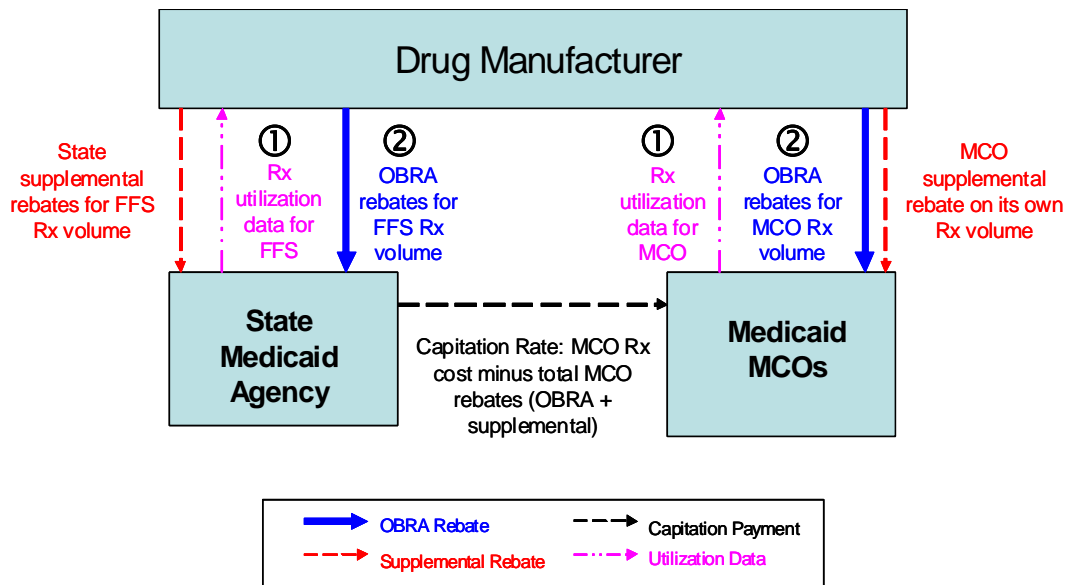 Drug Manufacturer
State
supplemental
rebates for FFS
Rx volume
①
Rx
utilization
data for
FFS
②
OBRA
rebates for
FFS Rx
volume
①
Rx
utilization
data for
MCO
②
OBRA
rebates for
MCO Rx
volume
MCO
supplemental
rebate on its own
Rx volume
State
Medicaid
Agency
Capitation Rate: MCO Rx
cost minus total MCO
rebates (OBRA +
supplemental)
Medicaid
MCOs
OBRA Rebate
Capitation Payment
Supplemental Rebate
Utilization Data